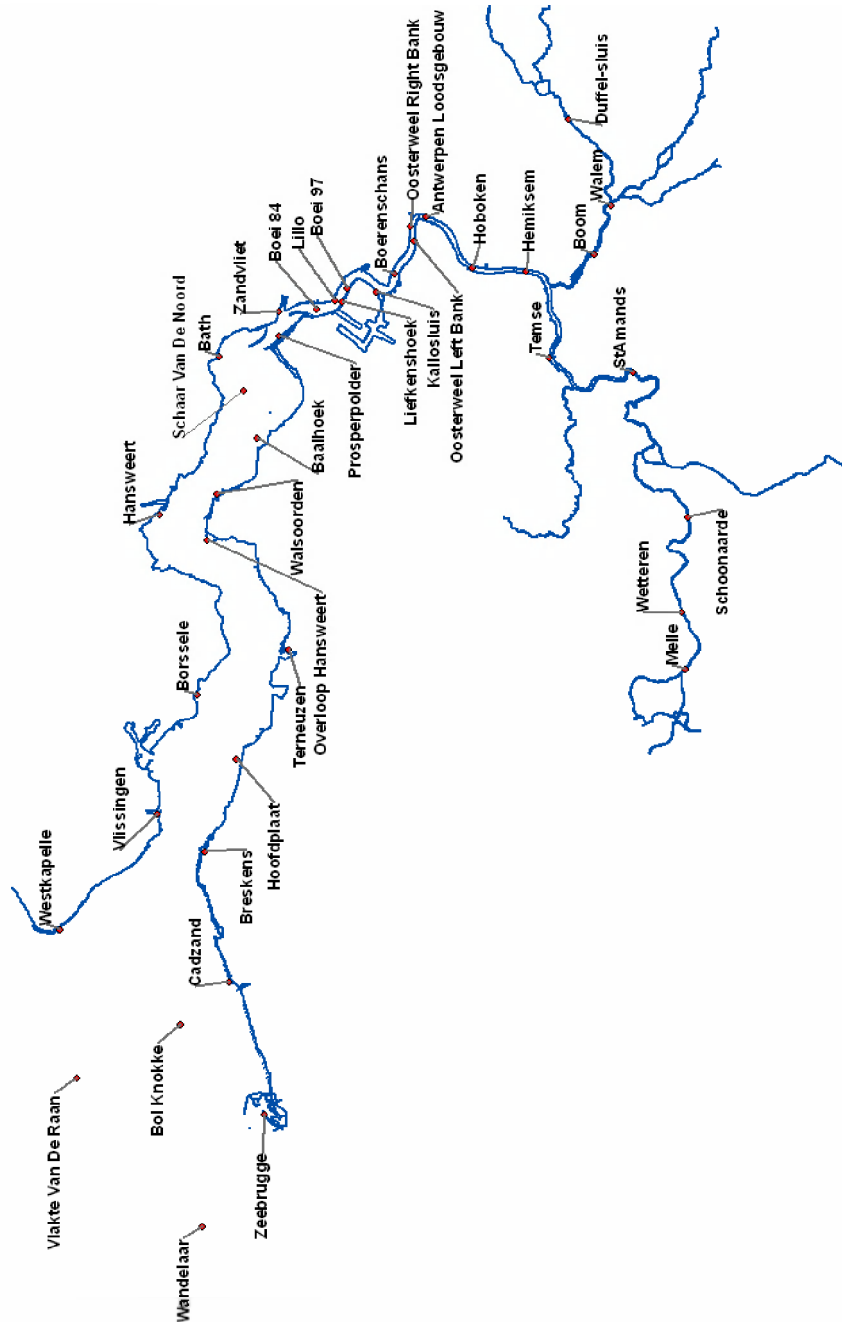 Westkapelle
Vlissingen
Borssele
Hansweert
Schaar Van De Noord
Bath
Zandvliet
Boei 84
Lillo
Boei 97
Boerenschans
Oosterweel Right Bank
Antwerpen Loodsgebouw
Vlakte Van De Raan
Bol Knokke
Wandelaar
Zeebrugge
Cadzand
Breskens
Hoofdplaat
Terneuzen
Overloop Hansweert
Walsoorden
Baalhoek
Prosperpolder
Liefkenshoek
Kallosluis
Oosterweel Left Bank
Hoboken
Hemiksem
Temse
Boom
Walem
Duffel-sluis
StAmands
Schoonaarde
Wetteren
Melle